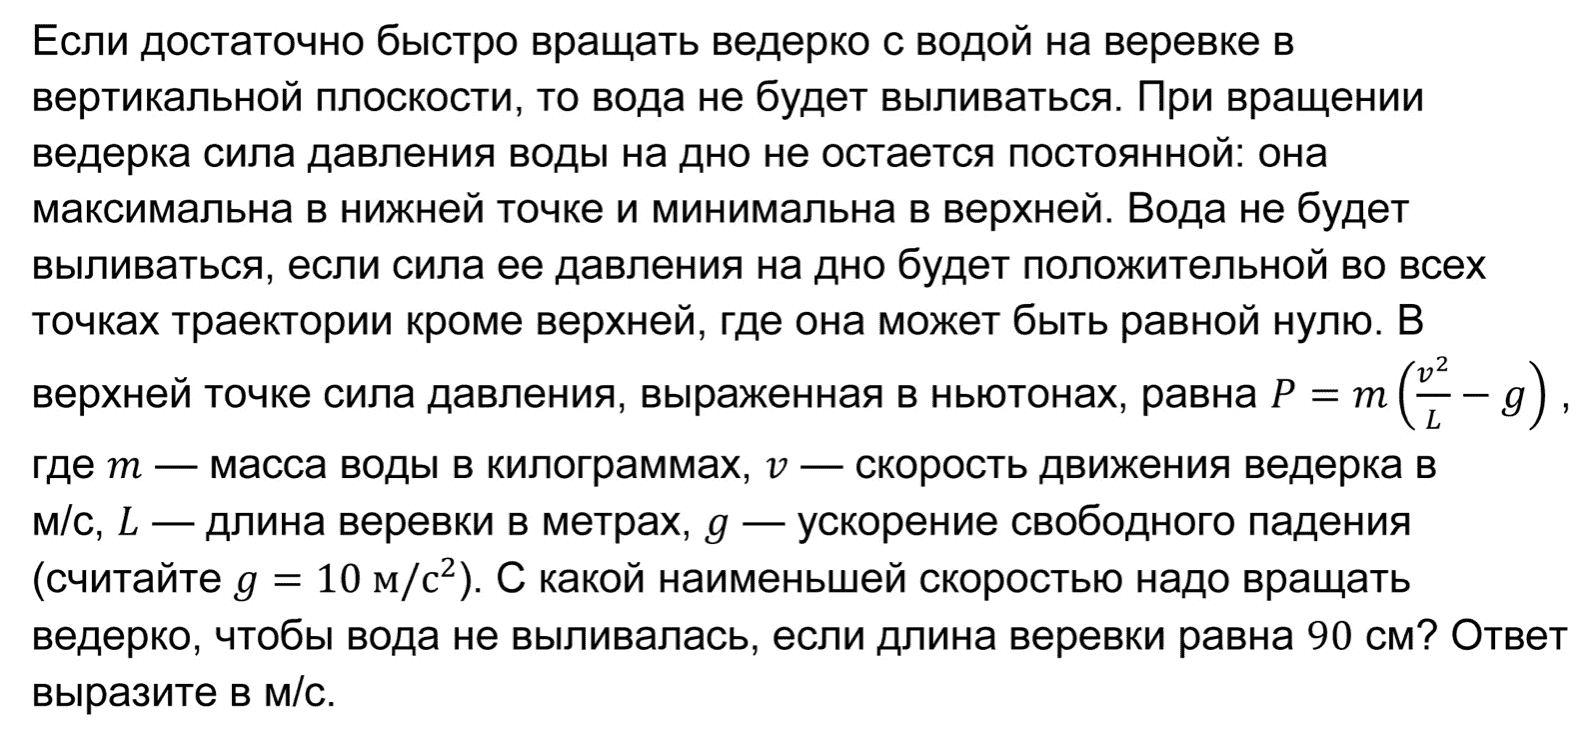 Если достаточно быстро вращать ведерко с водой на веревке в
вертикальной плоскости, то вода не будет выливаться. При вращении
ведерка сила давления воды на дно не остается постоянной: она
максимальна в нижней точке и минимальна в верхней. Вода не будет
выливаться, если сила ее давления на дно будет положительной во всех
точках траектории кроме верхней, где она может быть равной нулю. В
верхней точке сила давления, выраженная в ньютонах, равна P = m(v²/L − g) ,
где m — масса воды в килограммах, v — скорость движения ведерка в
м/с, L — длина веревки в метрах, g — ускорение свободного падения
(считайте g = 10 м/с²). С какой наименьшей скоростью надо вращать
ведерко, чтобы вода не выливалась, если длина веревки равна 90 см? Ответ
выразите в м/с.